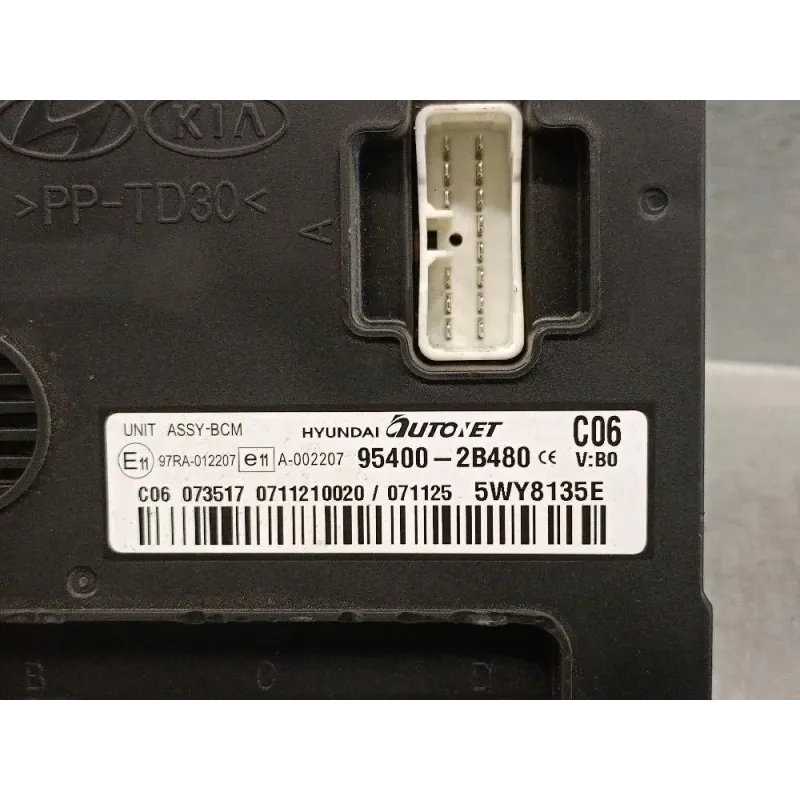 KIA
>PP-TD30<
A
UNIT ASSY-BCM HYUNDAI AUTONET C06
E11 97RA-012207 e11 A-002207 95400-2B480 CE V:B0
C06 073517 0711210020 / 071125 5WY8135E
B C D